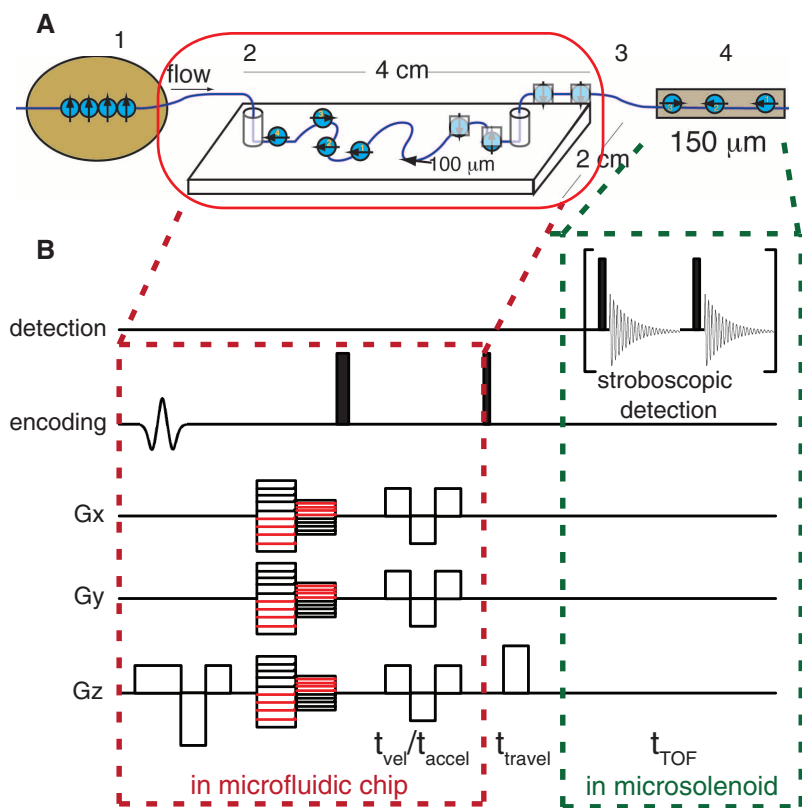 A
1
2
3
4
flow
4 cm
100 μm
2 cm
150 μm
B
detection
stroboscopic
detection
encoding
Gx
Gy
Gz
t_vel/t_accel
t_travel
t_TOF
in microfluidic chip
in microsolenoid